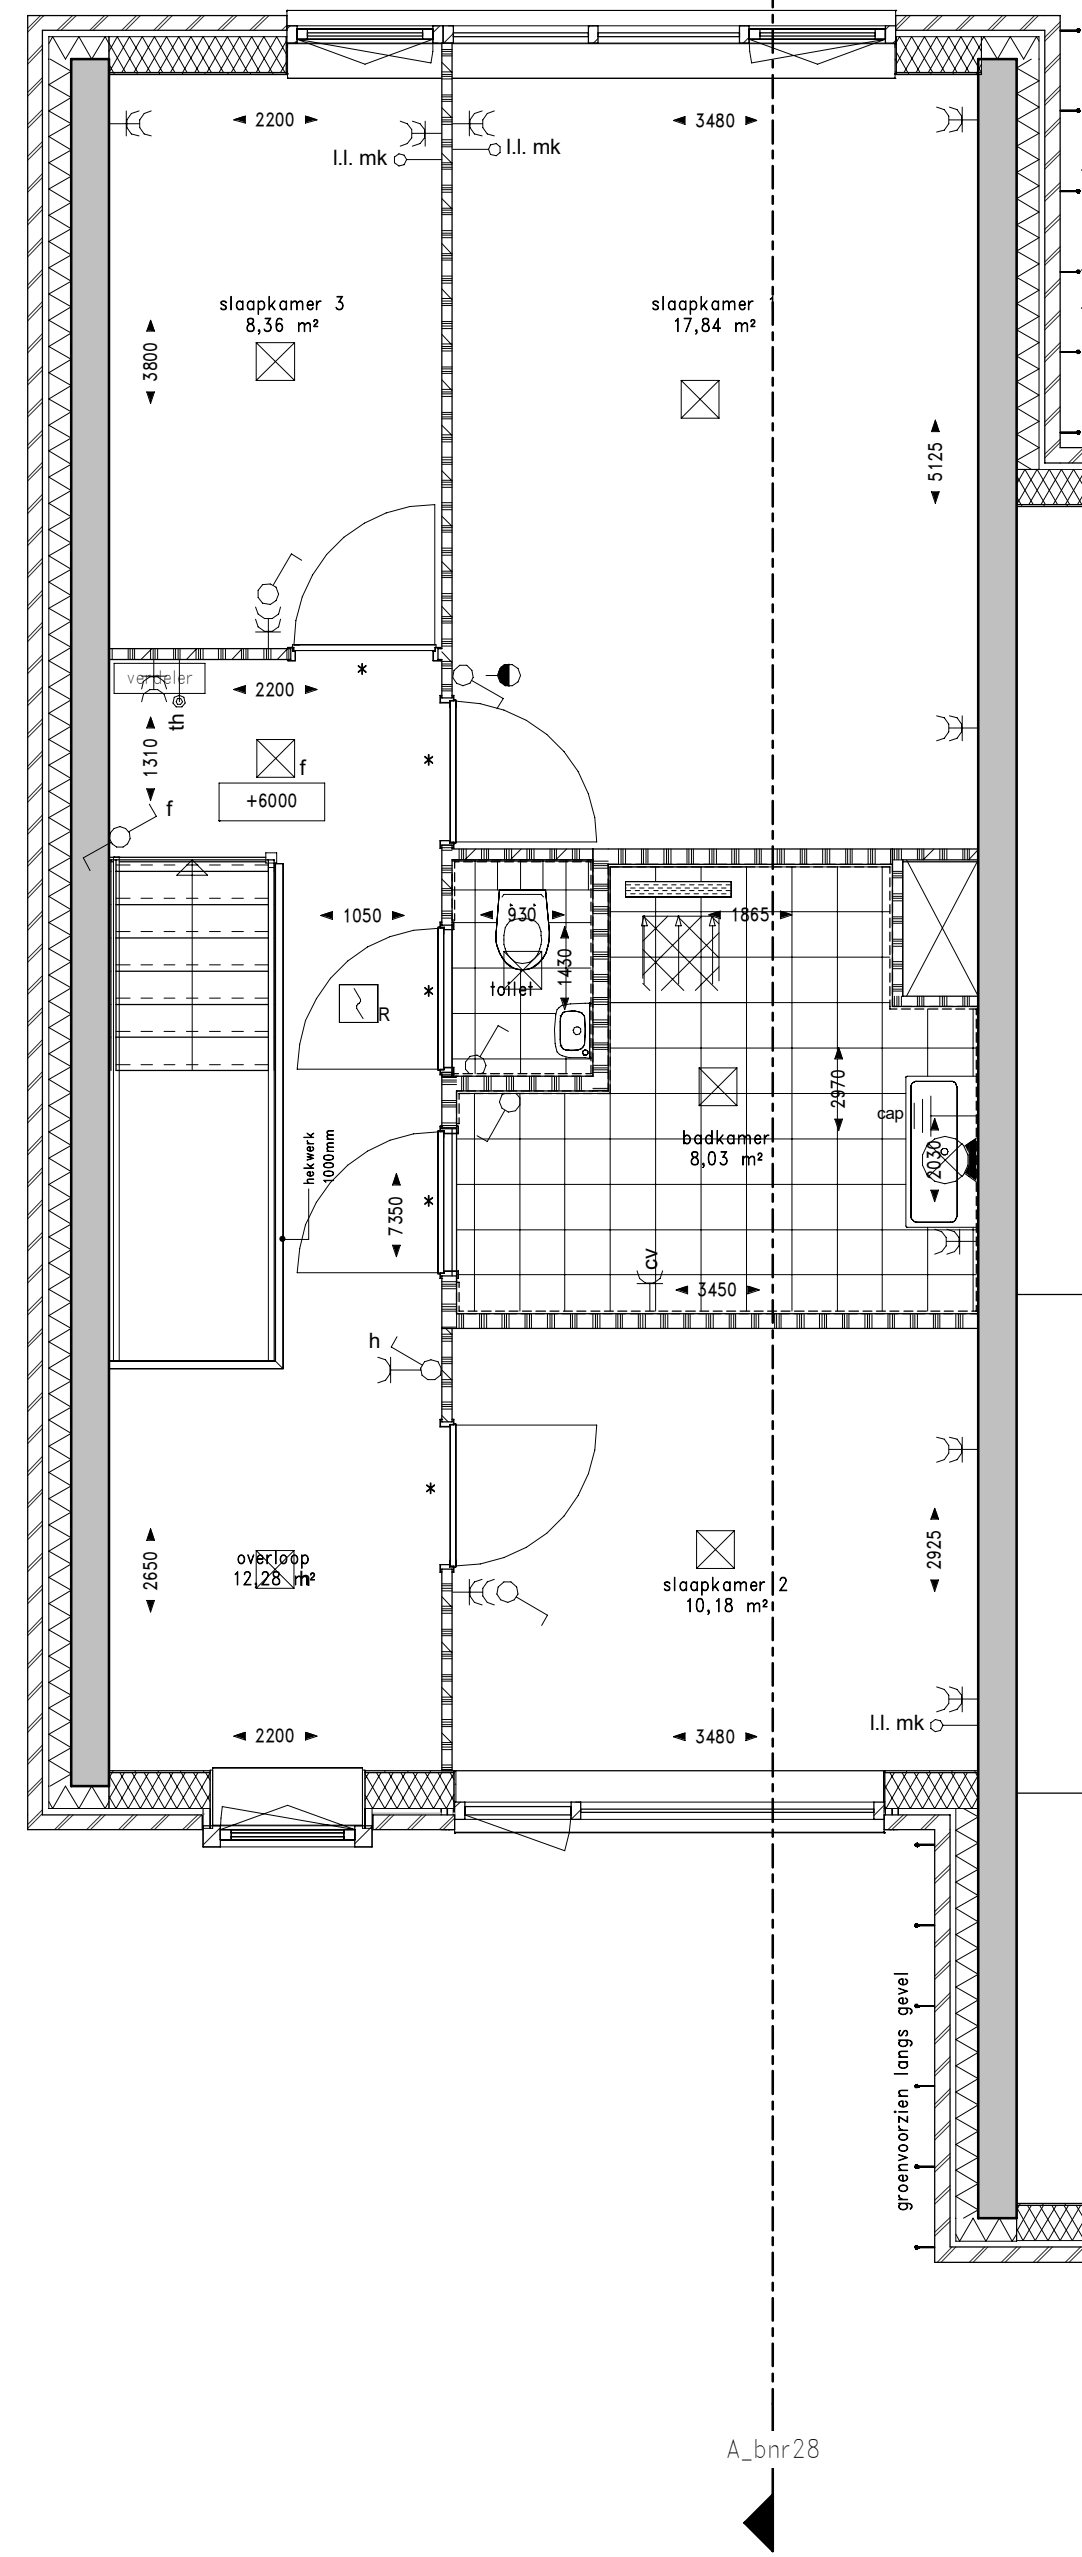 2200
3480
l.l. mk
l.l. mk
slaapkamer 3
8,36 m²
slaapkamer 1
17,84 m²
3800
5125
verdeler
2200
th
1310
f
+6000
f
1050
930
1865
1430
toilet
R
2970
cap
badkamer
8,03 m²
2030
hekwerk
1000mm
7350
cv
3450
h
2650
overloop
12,28 m²
2925
slaapkamer 2
10,18 m²
l.l. mk
2200
3480
groenvoorzien langs gevel
A_bnr28